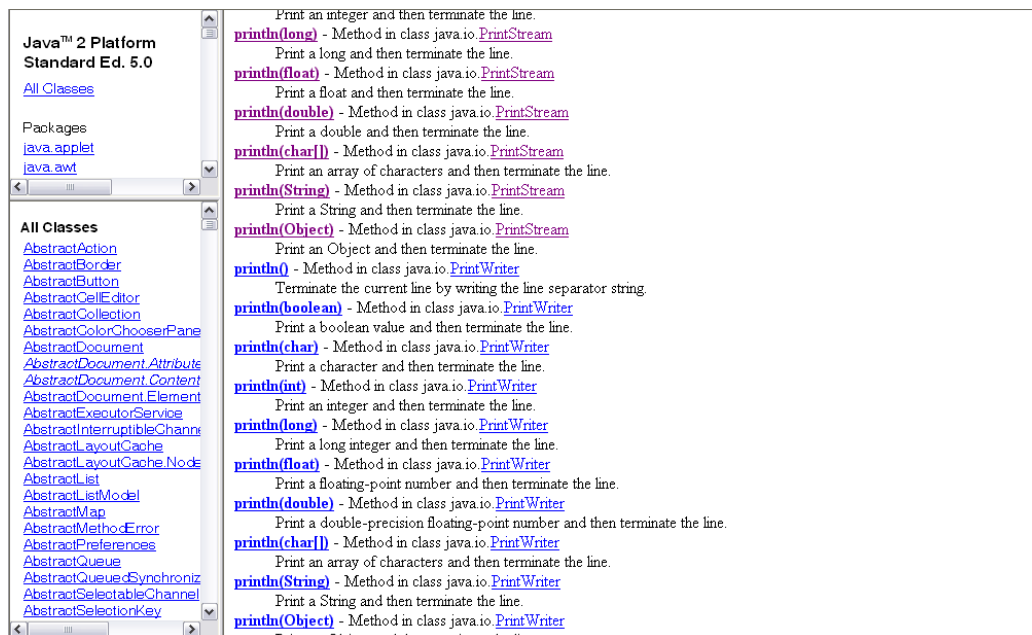 Java™ 2 Platform
Standard Ed. 5.0
All Classes
Packages
java.applet
java.awt
All Classes
AbstractAction
AbstractBorder
AbstractButton
AbstractCellEditor
AbstractCollection
AbstractColorChooserPane
AbstractDocument
AbstractDocument.Attribute
AbstractDocument.Content
AbstractDocument.Element
AbstractExecutorService
AbstractInterruptibleChanne
AbstractLayoutCache
AbstractLayoutCache.Node
AbstractList
AbstractListModel
AbstractMap
AbstractMethodError
AbstractPreferences
AbstractQueue
AbstractQueuedSynchroniz
AbstractSelectableChannel
AbstractSelectionKey
Print an integer and then terminate the line.
println(long) - Method in class java.io.PrintStream
Print a long and then terminate the line.
println(float) - Method in class java.io.PrintStream
Print a float and then terminate the line.
println(double) - Method in class java.io.PrintStream
Print a double and then terminate the line.
println(char[]) - Method in class java.io.PrintStream
Print an array of characters and then terminate the line.
println(String) - Method in class java.io.PrintStream
Print a String and then terminate the line.
println(Object) - Method in class java.io.PrintStream
Print an Object and then terminate the line.
println() - Method in class java.io.PrintWriter
Terminate the current line by writing the line separator string.
println(boolean) - Method in class java.io.PrintWriter
Print a boolean value and then terminate the line.
println(char) - Method in class java.io.PrintWriter
Print a character and then terminate the line.
println(int) - Method in class java.io.PrintWriter
Print an integer and then terminate the line.
println(long) - Method in class java.io.PrintWriter
Print a long integer and then terminate the line.
println(float) - Method in class java.io.PrintWriter
Print a floating-point number and then terminate the line.
println(double) - Method in class java.io.PrintWriter
Print a double-precision floating-point number and then terminate the line.
println(char[]) - Method in class java.io.PrintWriter
Print an array of characters and then terminate the line.
println(String) - Method in class java.io.PrintWriter
Print a String and then terminate the line.
println(Object) - Method in class java.io.PrintWriter